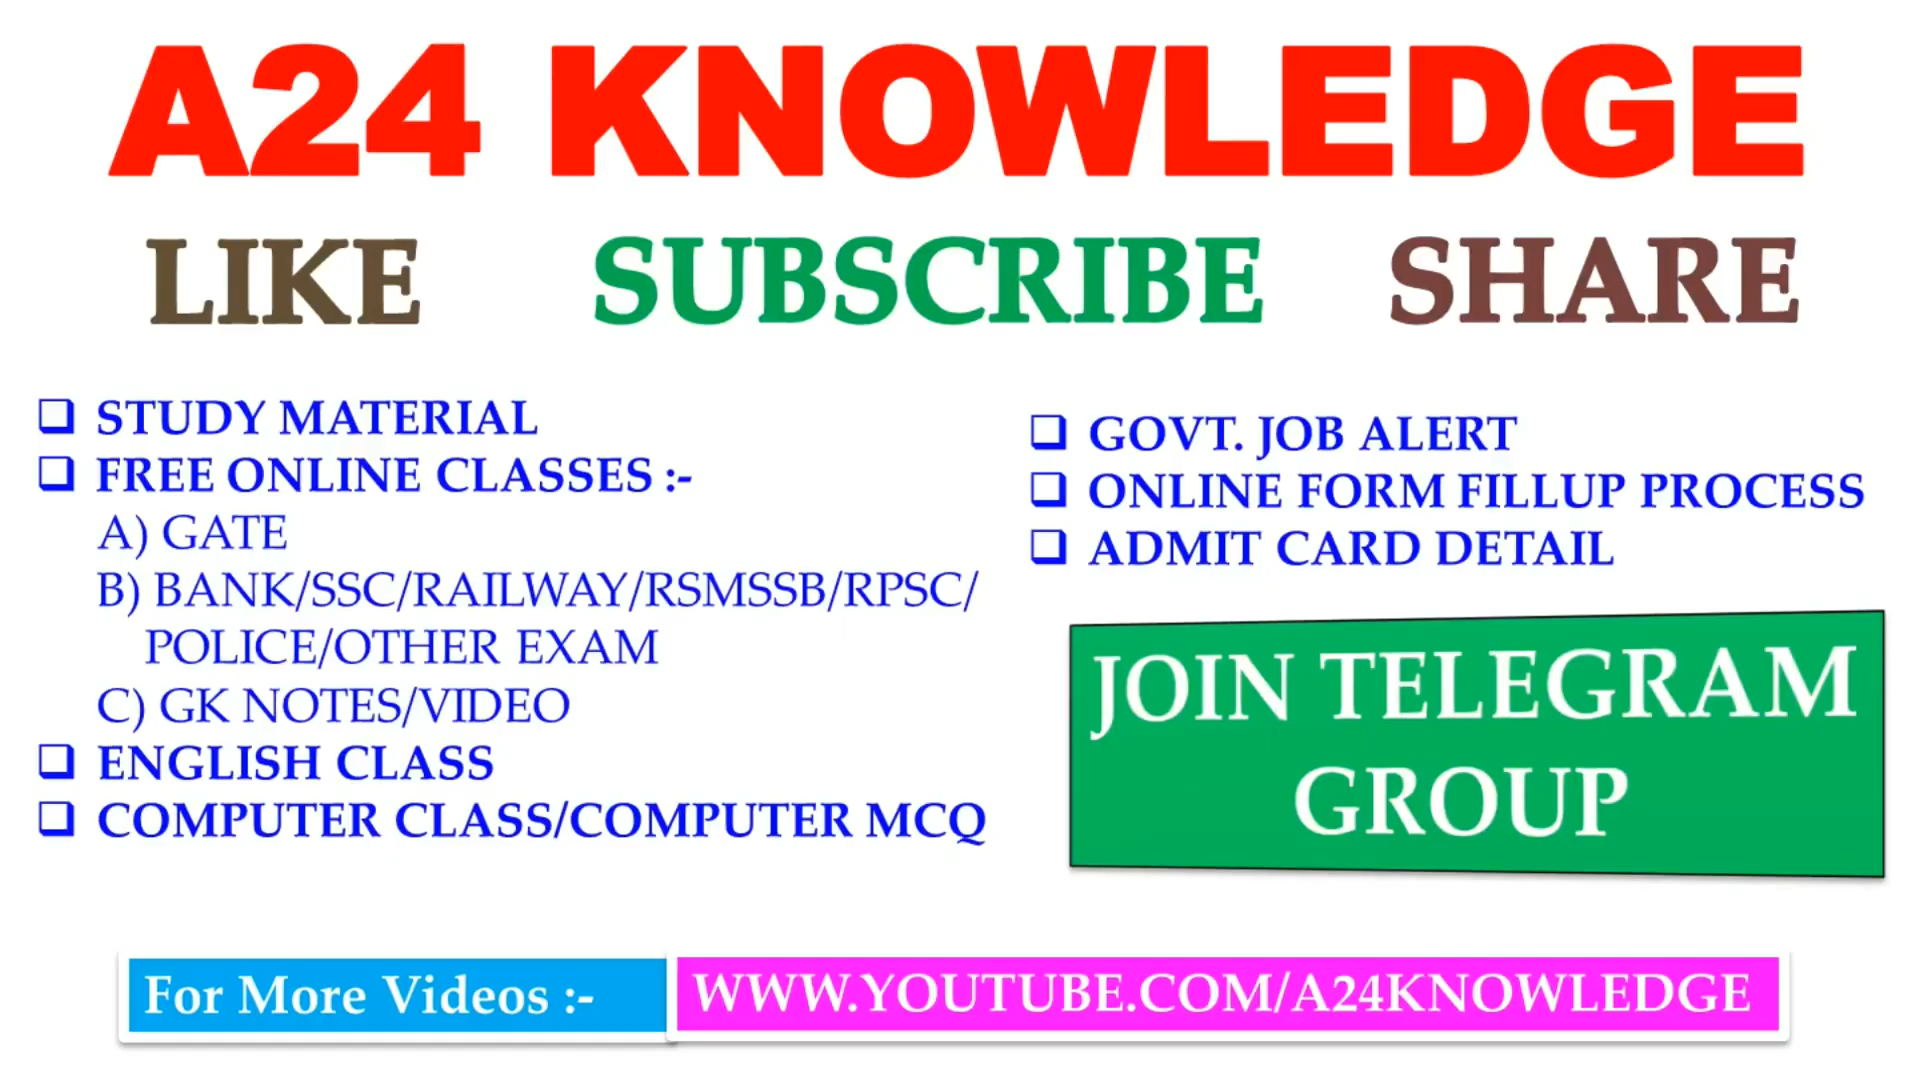 A24 KNOWLEDGE
LIKE SUBSCRIBE SHARE
❑ STUDY MATERIAL
❑ FREE ONLINE CLASSES :-
A) GATE
B) BANK/SSC/RAILWAY/RSMSSB/RPSC/
POLICE/OTHER EXAM
C) GK NOTES/VIDEO
❑ ENGLISH CLASS
❑ COMPUTER CLASS/COMPUTER MCQ
❑ GOVT. JOB ALERT
❑ ONLINE FORM FILLUP PROCESS
❑ ADMIT CARD DETAIL
JOIN TELEGRAM
GROUP
For More Videos :- WWW.YOUTUBE.COM/A24KNOWLEDGE